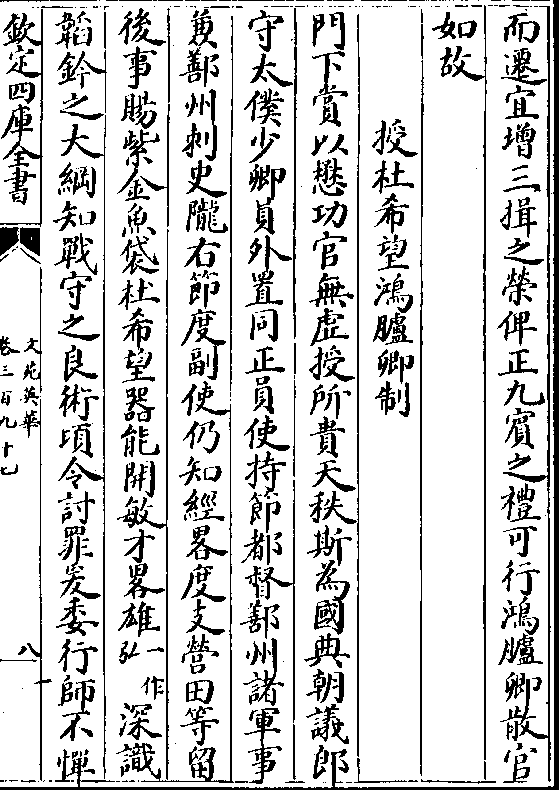 而遷宜增三揖之榮俾正九賓之禮可行鴻臚卿散官
如故
授杜希望鴻臚卿制
門下賞以懋功官無虛授所貴天秩斯為國典朝議郎
守太僕少卿員外置同正員使持節都督鄯州諸軍事
兼鄯州刺史隴右節度副使仍知經畧度支營田等留
後事賜紫金魚袋杜希望器能開敏才畧雄一作弘深識
韜鈐之大綱知戰守之良術頃令討罪爰委行師不憚
欽定四庫全書
文苑英華
卷三百九十七
八